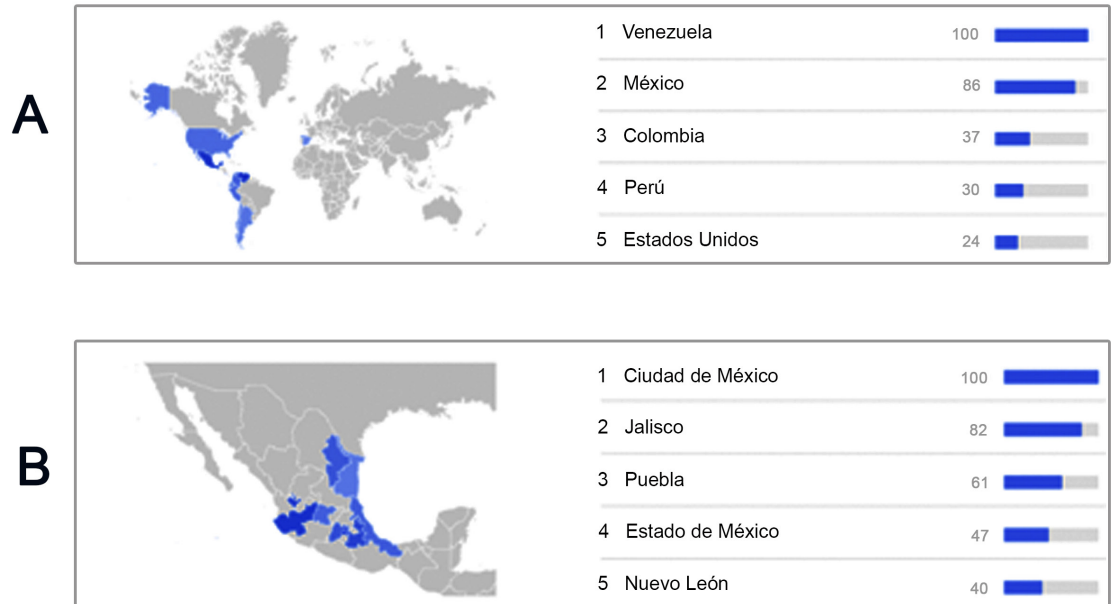 A
1 Venezuela 100
2 México 86
3 Colombia 37
4 Perú 30
5 Estados Unidos 24
B
1 Ciudad de México 100
2 Jalisco 82
3 Puebla 61
4 Estado de México 47
5 Nuevo León 40